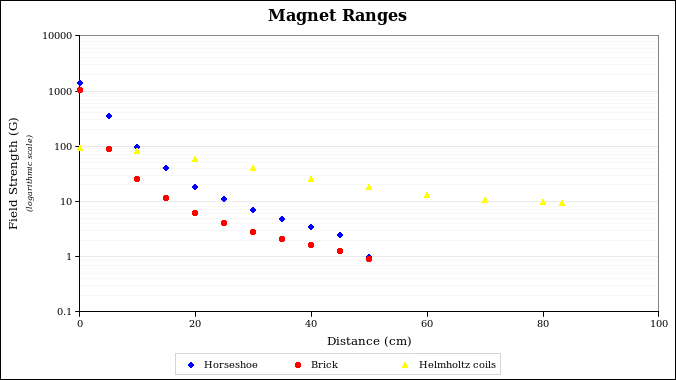 Magnet Ranges
10000
1000
100
10
1
0.1
Field Strength (G)
(logarithmic scale)
0 20 40 60 80 100
Distance (cm)
Horseshoe Brick Helmholtz coils